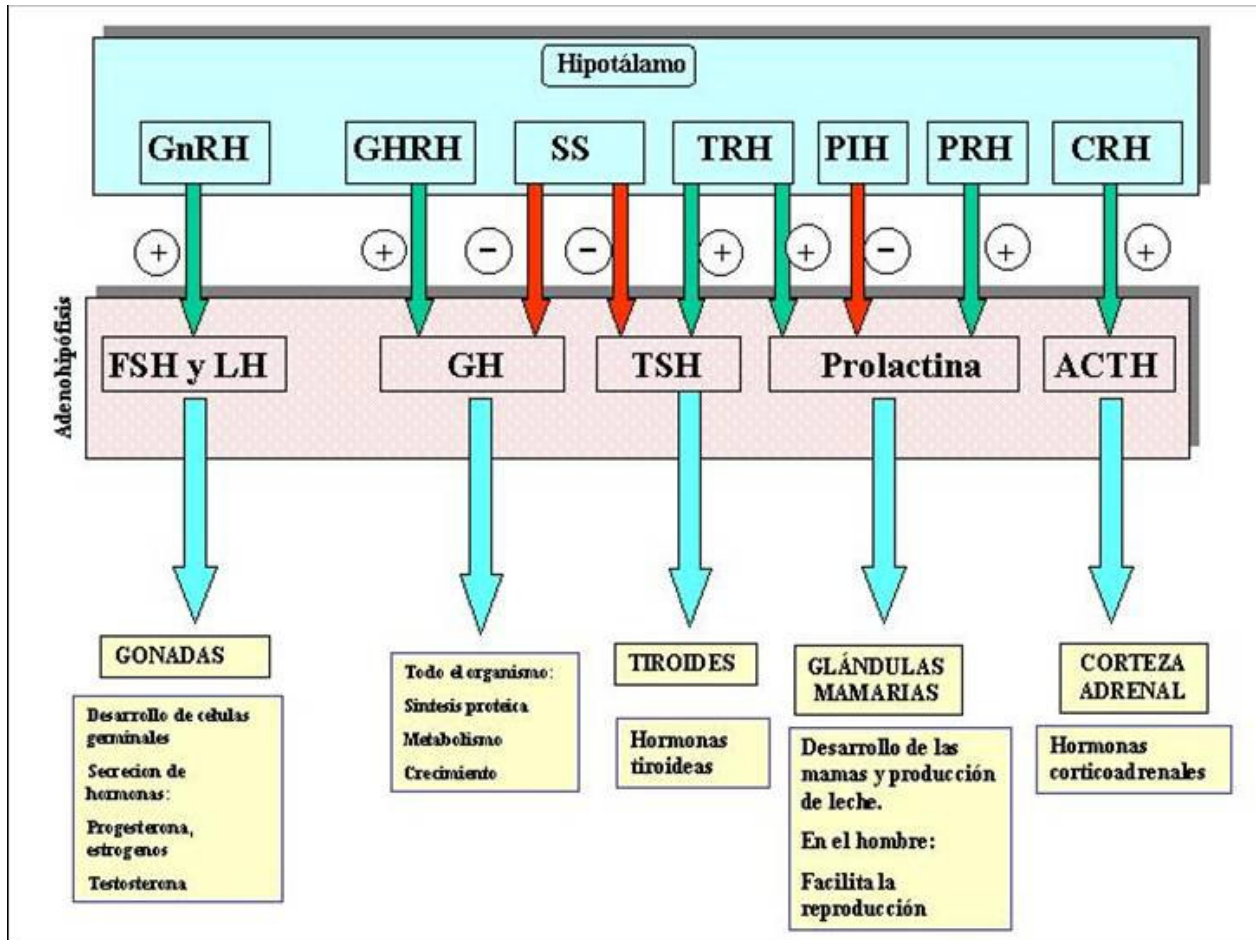 Hipotálamo
GnRH
GHRH
SS
TRH
PIH
PRH
CRH
+
+
-
-
+
+
-
+
+
Adenohipófisis
FSH y LH
GH
TSH
Prolactina
ACTH
GONADAS
Desarrollo de células
germinales
Secrecion de
hormonas:
Progesterona,
estrogenos
Testosterona
Todo el organismo:
Síntesis proteica
Metabolismo
Crecimiento
TIROIDES
Hormonas
tiroideas
GLÁNDULAS
MAMARIAS
Desarrollo de las
mamas y producción
de leche.
En el hombre:
Facilita la
reproducción
CORTEZA
ADRENAL
Hormonas
corticoadrenales